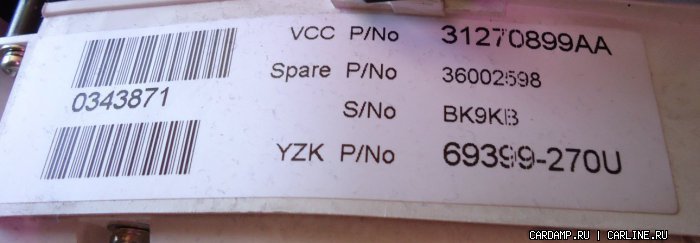 VCC P/No 31270899AA
Spare P/No 36002598
0343871
S/No BK9KB
YZK P/No 69399-270U
CARDAMP.RU | CARLINE.RU